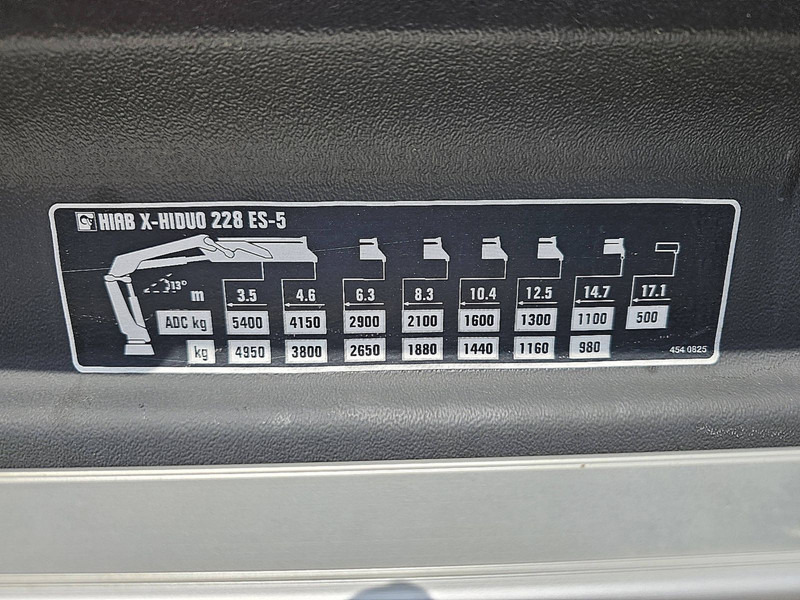 HIAB X-HIDUO 228 ES-5
13°
m 3.5 4.6 6.3 8.3 10.4 12.5 14.7 17.1
ADC kg 5400 4150 2900 2100 1600 1300 1100 500
kg 4950 3800 2650 1880 1440 1160 980
454 0825